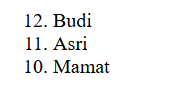 12. Budi
11. Asri
10. Mamat